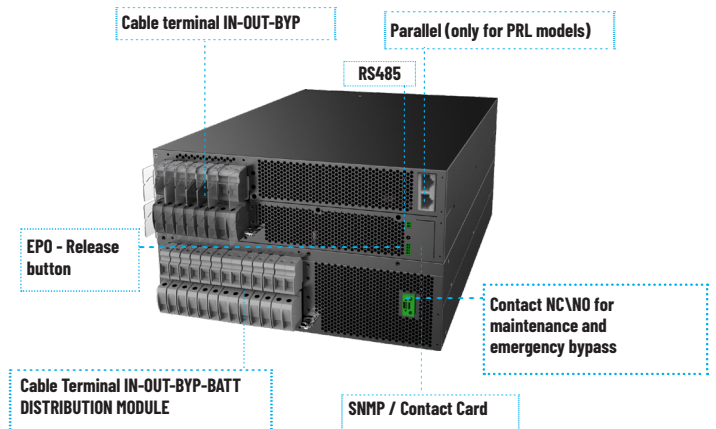 Cable terminal IN-OUT-BYP
Parallel (only for PRL models)
RS485
EPO - Release
button
Contact NC\NO for
maintenance and
emergency bypass
Cable Terminal IN-OUT-BYP-BATT
DISTRIBUTION MODULE
SNMP / Contact Card